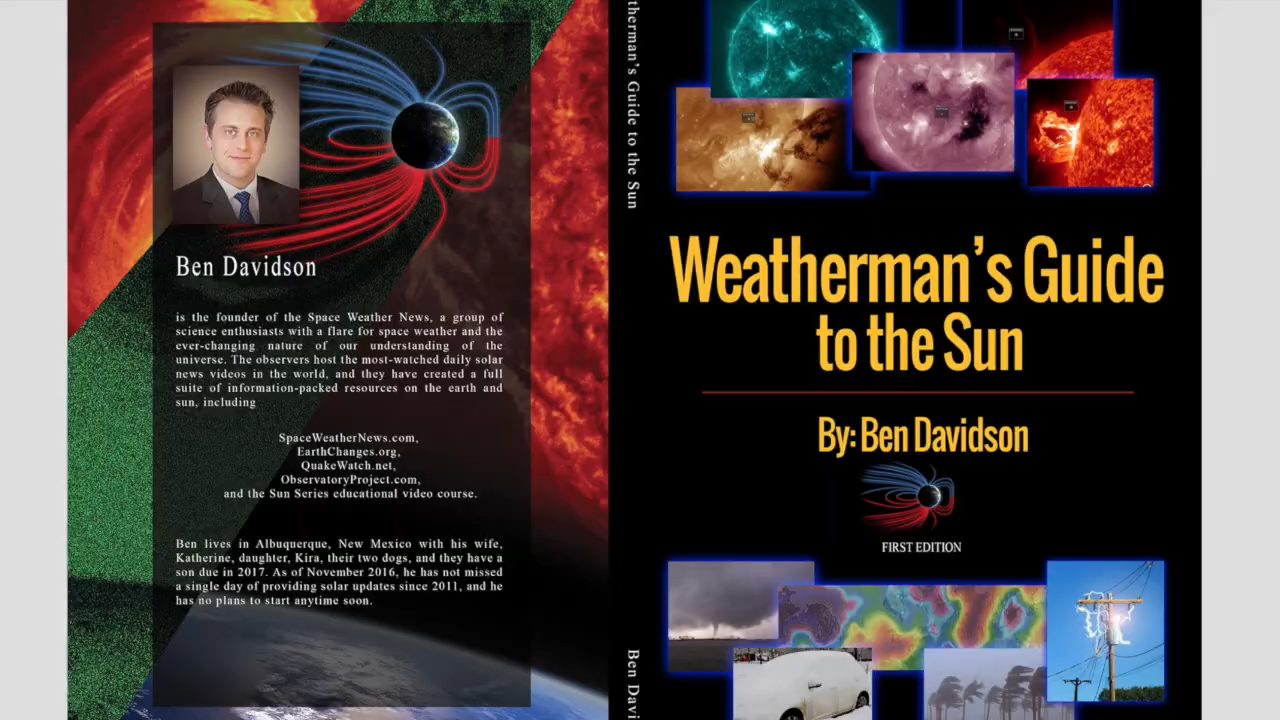 Ben Davidson
is the founder of the Space Weather News, a group of
science enthusiasts with a flare for space weather and the
ever-changing nature of our understanding of the
universe. The observers host the most-watched daily solar
news videos in the world, and they have created a full
suite of information-packed resources on the earth and
sun, including
SpaceWeatherNews.com,
EarthChanges.org,
QuakeWatch.net,
ObservatoryProject.com,
and the Sun Series educational video course.
Ben lives in Albuquerque, New Mexico with his wife,
Katherine, daughter, Kira, their two dogs, and they have a
son due in 2017. As of November 2016, he has not missed
a single day of providing solar updates since 2011, and he
has no plans to start anytime soon.
therman's Guide to the Sun
Ben Davi
Weatherman's Guide
to the Sun
By: Ben Davidson
FIRST EDITION